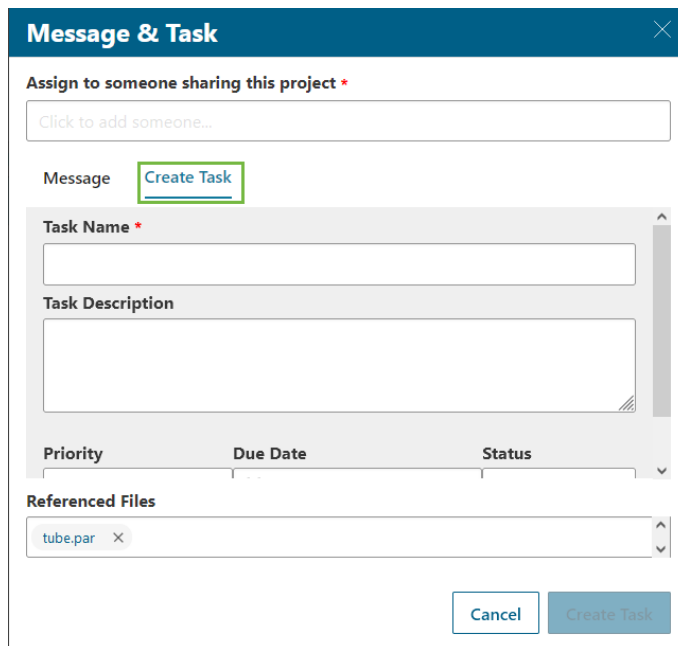 Message & Task
Assign to someone sharing this project *
Click to add someone...
Message Create Task
Task Name *
Task Description
Priority Due Date Status
Referenced Files
tube.par
Cancel Create Task